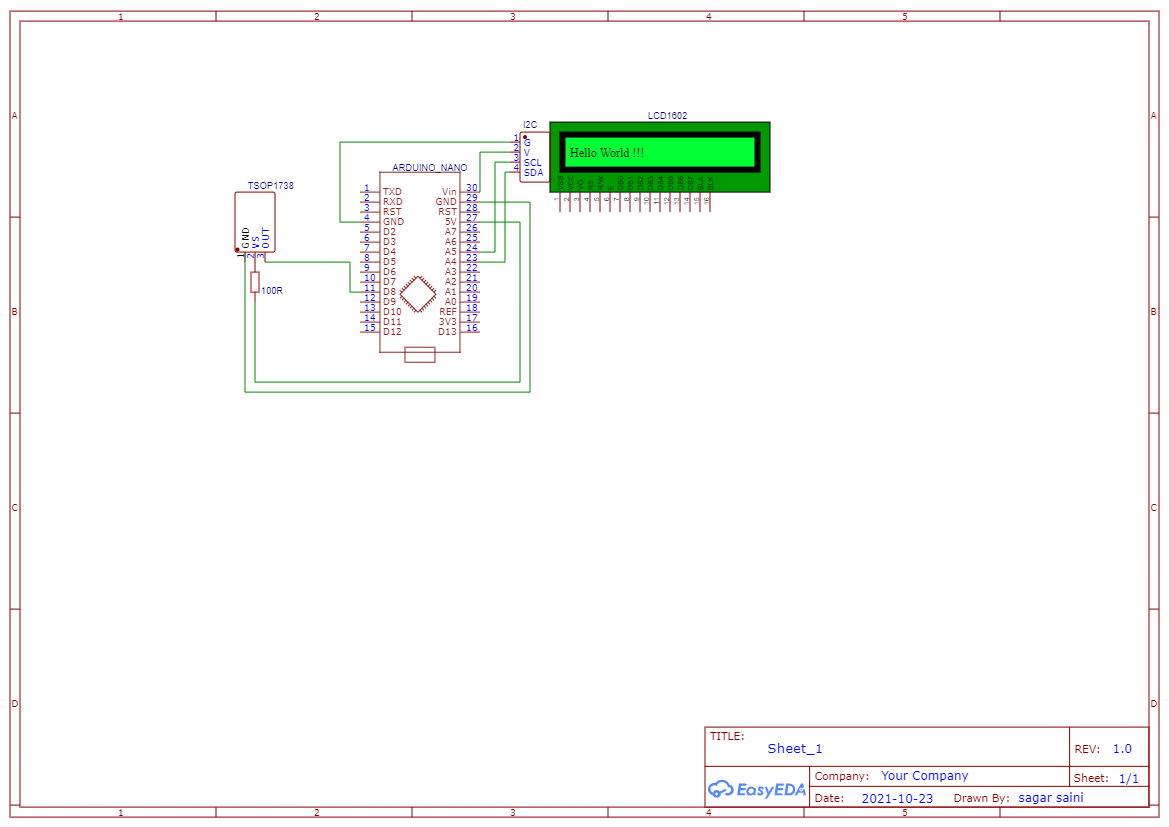 1 2 3 4 5
A A
B B
C C
D D
LCD1602
I2C
1 G
2 V
3 SCL
4 SDA
Hello World !!!
VSS VCC VO RS R/W E DB0 DB1 DB2 DB3 DB4 DB5 DB6 DB7 BLA BLK
1 2 3 4 5 6 7 8 9 10 11 12 13 14 15 16
ARDUINO_NANO
1 TXD Vin 30
2 RXD GND 29
3 RST RST 28
4 GND 5V 27
5 D2 A7 26
6 D3 A6 25
7 D4 A5 24
8 D5 A4 23
9 D6 A3 22
10 D7 A2 21
11 D8 A1 20
12 D9 A0 19
13 D10 REF 18
14 D11 3V3 17
15 D12 D13 16
TSOP1738
GND VS OUT
1 2 3
100R
TITLE:
Sheet_1
REV: 1.0
EasyEDA
Company: Your Company
Sheet: 1/1
Date: 2021-10-23 Drawn By: sagar saini
1 2 3 4 5